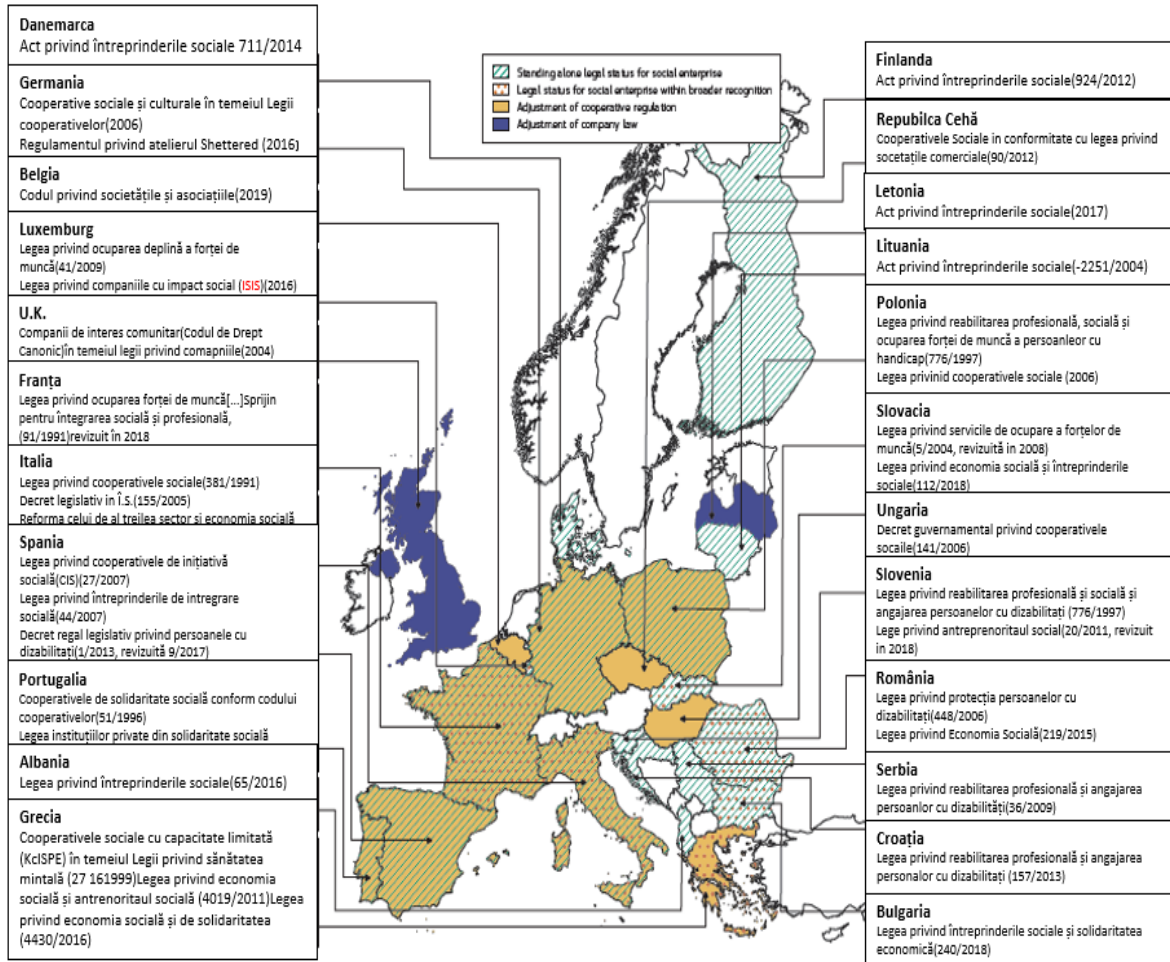 Danemarca
Act privind întreprinderile sociale 711/2014
Germania
Cooperative sociale și culturale în temeiul Legii
cooperativelor(2006)
Regulamentul privind atelierul Shettered (2016)
Belgia
Codul privind societățile și asociațiile(2019)
Luxemburg
Legea privind ocuparea deplină a forței de
muncă(41/2009)
Legea privind companiile cu impact social (ISIS)(2016)
U.K.
Companii de interes comunitar(Codul de Drept
Canonic)în temeiul legii privind comapniile(2004)
Franța
Legea privind ocuparea forței de muncă[...]Sprijin
pentru întegrarea socială și profesională,
(91/1991)revizuit în 2018
Italia
Legea privind cooperativele sociale(381/1991)
Decret legislativ in Î.S.(155/2005)
Reforma celui de al treilea sector si economia socială
Spania
Legea privind cooperativele de inițiativă
socială(CIS)(27/2007)
Legea privind întreprinderile de intregrare
socială(44/2007)
Decret regal legislativ privind persoanele cu
dizabilitați(1/2013, revizuită 9/2017)
Portugalia
Cooperativele de solidaritate socială conform codului
cooperativelor(51/1996)
Legea instituțiilor private din solidaritate socială
Albania
Legea privind întreprinderile sociale(65/2016)
Grecia
Cooperativele sociale cu capacitate limitată
(KcISPE) în temeiul Legii privind sănătatea
mintală (27 161999)Legea privind economia
socială și antrenoritaul socială (4019/2011)Legea
privind economia socială și de solidaritatea
(4430/2016)
Standing alone legal status for social enterprise
Legal status for social enterprise within broader recognition
Adjustment of cooperative regulation
Adjustment of company law
Finlanda
Act privind întreprinderile sociale(924/2012)
Repubilca Cehă
Cooperativele Sociale in conformitate cu legea privind
socetațile comerciale(90/2012)
Letonia
Act privind întreprinderile sociale(2017)
Lituania
Act privind întreprinderile sociale(-2251/2004)
Polonia
Legea privind reabilitarea profesională, socială și
ocuparea forței de muncă a persoanleor cu
handicap(776/1997)
Legea privinid cooperativele sociale (2006)
Slovacia
Legea privind servicile de ocupare a forțelor de
muncă(5/2004, revizuită in 2008)
Legea privind economia socială și întreprinderile
sociale(112/2018)
Ungaria
Decret guvernamental privind cooperativele
socaile(141/2006)
Slovenia
Legea privind reabilitarea profesională și socială și
angajarea persoanelor cu dizabilitați (776/1997)
Lege privind antreprenoritaul social(20/2011, revizuit
in 2018)
România
Legea privind protecția persoanelor cu
dizabilitați(448/2006)
Legea privind Economia Socială(219/2015)
Serbia
Legea privind reabilitarea profesională și angajarea
persoanlor cu dizabilități(36/2009)
Croația
Legea privind reabilitarea profesională și angajarea
personalor cu dizabilitați (157/2013)
Bulgaria
Legea privind întreprinderile sociale și solidaritatea
economică(240/2018)